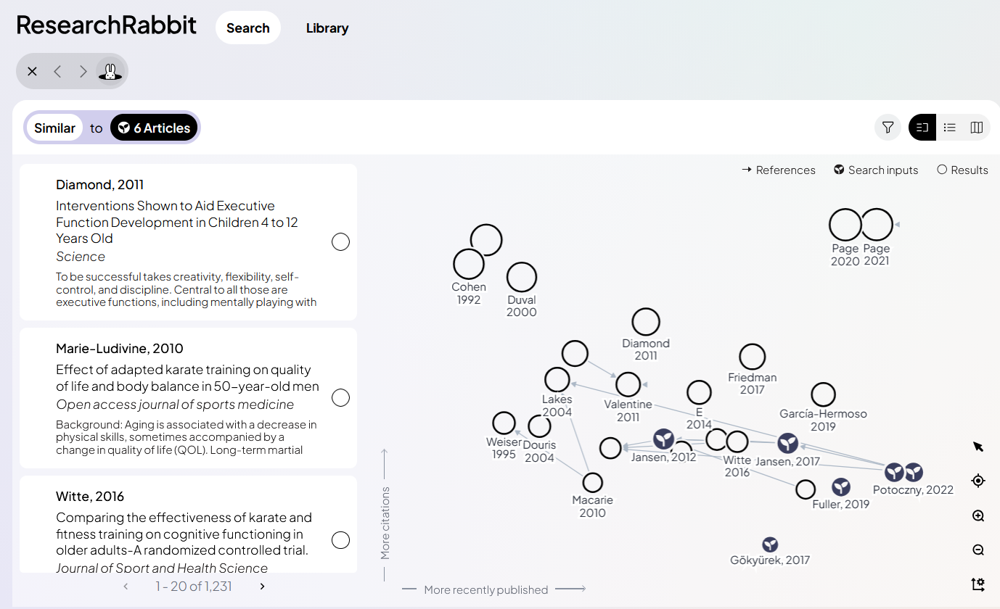 ResearchRabbit
Search
Library
Similar to 6 Articles
Diamond, 2011
Interventions Shown to Aid Executive
Function Development in Children 4 to 12
Years Old
Science
To be successful takes creativity, flexibility, self-
control, and discipline. Central to all those are
executive functions, including mentally playing with
Marie-Ludivine, 2010
Effect of adapted karate training on quality
of life and body balance in 50-year-old men
Open access journal of sports medicine
Background: Aging is associated with a decrease in
physical skills, sometimes accompanied by a
change in quality of life (QOL). Long-term martial
Witte, 2016
Comparing the effectiveness of karate and
fitness training on cognitive functioning in
older adults-A randomized controlled trial.
Journal of Sport and Health Science
1 - 20 of 1,231
References
Search inputs
Results
Page
2020
Page
2021
Cohen
1992
Duval
2000
Diamond
2011
Friedman
2017
Lakes
2004
Valentine
2011
E
2014
García-Hermoso
2019
Weiser
1995
Douris
2004
Jansen, 2012
Witte
2016
Jansen, 2017
Potoczny, 2022
Macarie
2010
Fuller, 2019
Gökyürek, 2017
More citations
More recently published